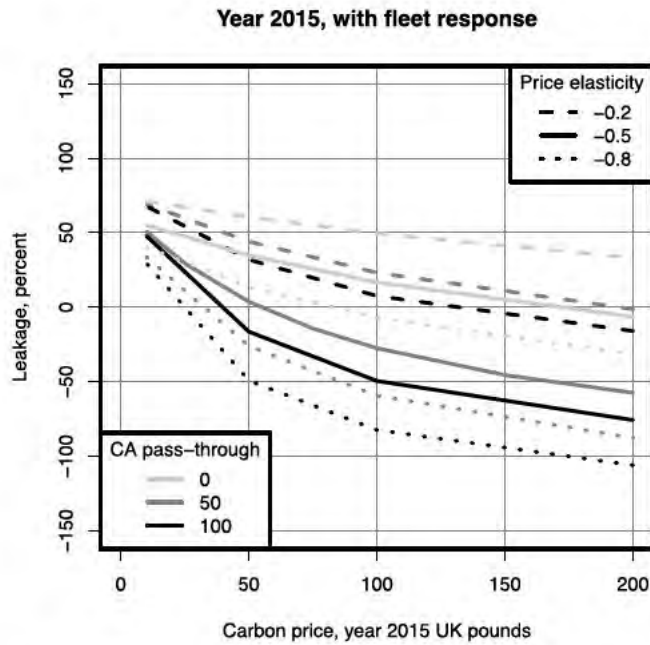 Year 2015, with fleet response
Price elasticity
−0.2
−0.5
−0.8
150
100
50
0
−50
−100
−150
Leakage, percent
CA pass−through
0
50
100
0 50 100 150 200
Carbon price, year 2015 UK pounds